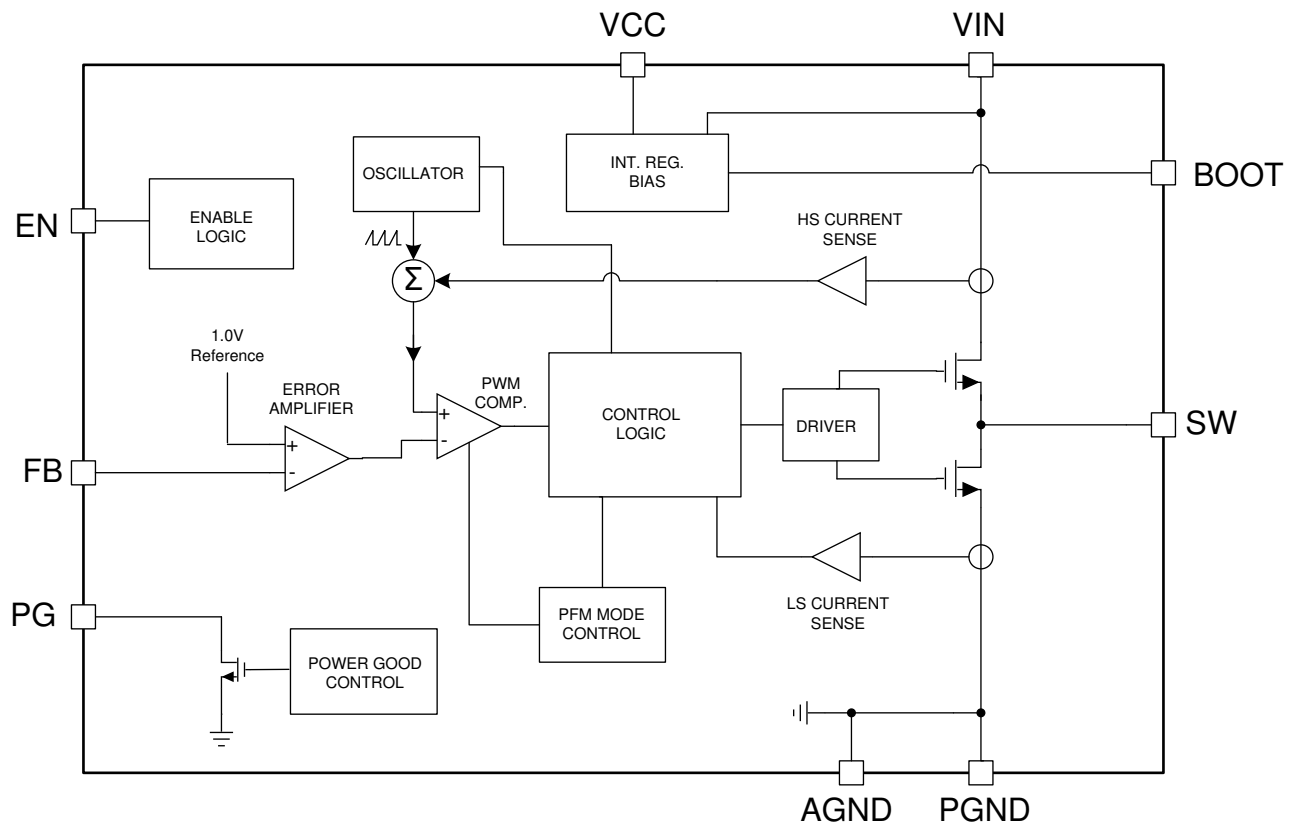 VCC
VIN
OSCILLATOR
INT. REG.
BIAS
BOOT
EN
ENABLE
LOGIC
HS CURRENT
SENSE
Σ
1.0V
Reference
ERROR
AMPLIFIER
PWM
COMP.
+
-
+
-
CONTROL
LOGIC
DRIVER
SW
FB
PG
PFM MODE
CONTROL
LS CURRENT
SENSE
POWER GOOD
CONTROL
AGND
PGND